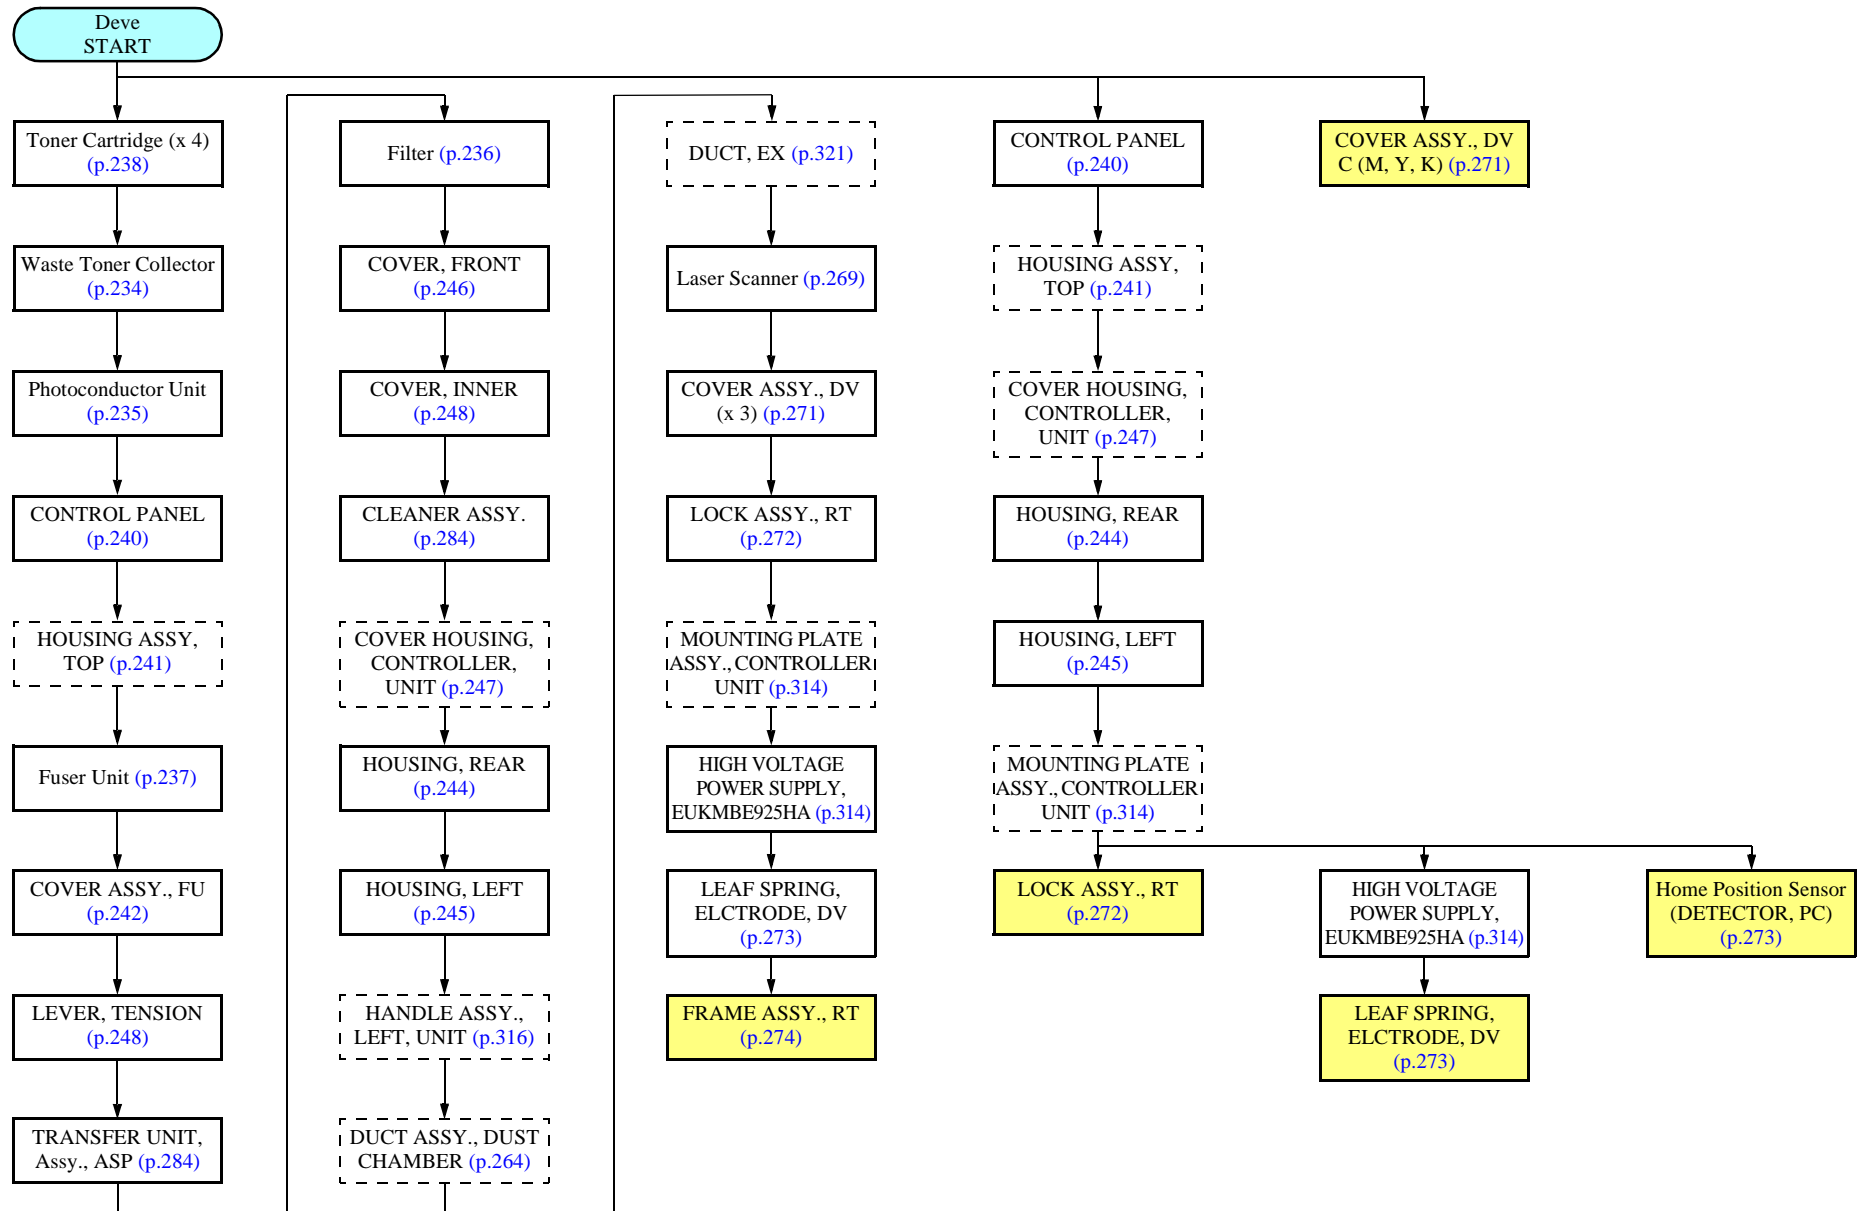 Deve
START
Toner Cartridge (x 4)
(p.238)
Waste Toner Collector
(p.234)
Photoconductor Unit
(p.235)
CONTROL PANEL
(p.240)
HOUSING ASSY,
TOP (p.241)
Fuser Unit (p.237)
COVER ASSY., FU
(p.242)
LEVER, TENSION
(p.248)
TRANSFER UNIT,
Assy., ASP (p.284)
Filter (p.236)
COVER, FRONT
(p.246)
COVER, INNER
(p.248)
CLEANER ASSY.
(p.284)
COVER HOUSING,
CONTROLLER,
UNIT (p.247)
HOUSING, REAR
(p.244)
HOUSING, LEFT
(p.245)
HANDLE ASSY.,
LEFT, UNIT (p.316)
DUCT ASSY., DUST
CHAMBER (p.264)
DUCT, EX (p.321)
Laser Scanner (p.269)
COVER ASSY., DV
(x 3) (p.271)
LOCK ASSY., RT
(p.272)
MOUNTING PLATE
ASSY., CONTROLLER
UNIT (p.314)
HIGH VOLTAGE
POWER SUPPLY,
EUKMBE925HA (p.314)
LEAF SPRING,
ELCTRODE, DV
(p.273)
FRAME ASSY., RT
(p.274)
CONTROL PANEL
(p.240)
HOUSING ASSY,
TOP (p.241)
COVER HOUSING,
CONTROLLER,
UNIT (p.247)
HOUSING, REAR
(p.244)
HOUSING, LEFT
(p.245)
MOUNTING PLATE
ASSY., CONTROLLER
UNIT (p.314)
LOCK ASSY., RT
(p.272)
COVER ASSY., DV
C (M, Y, K) (p.271)
HIGH VOLTAGE
POWER SUPPLY,
EUKMBE925HA (p.314)
LEAF SPRING,
ELCTRODE, DV
(p.273)
Home Position Sensor
(DETECTOR, PC)
(p.273)